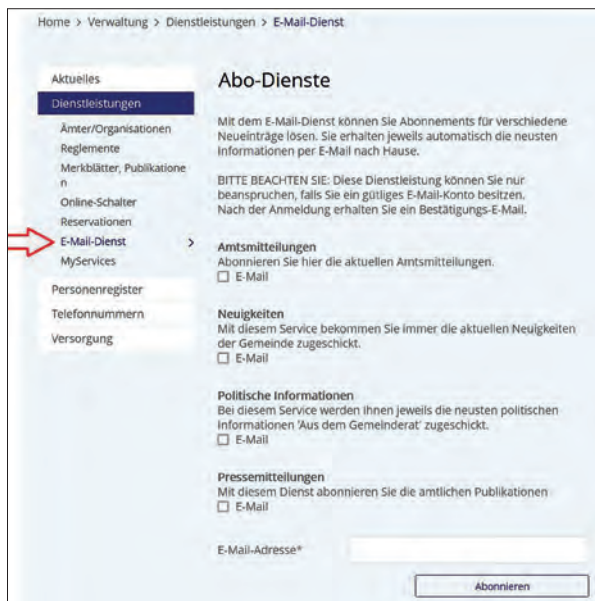 Home > Verwaltung > Dienstleistungen > E-Mail-Dienst
Aktuelles
Dienstleistungen
Ämter/Organisationen
Reglemente
Merkblätter, Publikatione
n
Online-Schalter
Reservationen
E-Mail-Dienst >
MyServices
Personenregister
Telefonnummern
Versorgung
Abo-Dienste
Mit dem E-Mail-Dienst können Sie Abonnements für verschiedene
Neueinträge lösen. Sie erhalten jeweils automatisch die neusten
Informationen per E-Mail nach Hause.
BITTE BEACHTEN SIE: Diese Dienstleistung können Sie nur
beanspruchen, falls Sie ein gültiges E-Mail-Konto besitzen.
Nach der Anmeldung erhalten Sie ein Bestätigungs-E-Mail.
Amtsmitteilungen
Abonnieren Sie hier die aktuellen Amtsmitteilungen.
E-Mail
Neuigkeiten
Mit diesem Service bekommen Sie immer die aktuellen Neuigkeiten
der Gemeinde zugeschickt.
E-Mail
Politische Informationen
Bei diesem Service werden Ihnen jeweils die neusten politischen
Informationen 'Aus dem Gemeinderat' zugeschickt.
E-Mail
Pressemitteilungen
Mit diesem Dienst abonnieren Sie die amtlichen Publikationen
E-Mail
E-Mail-Adresse*
Abonnieren